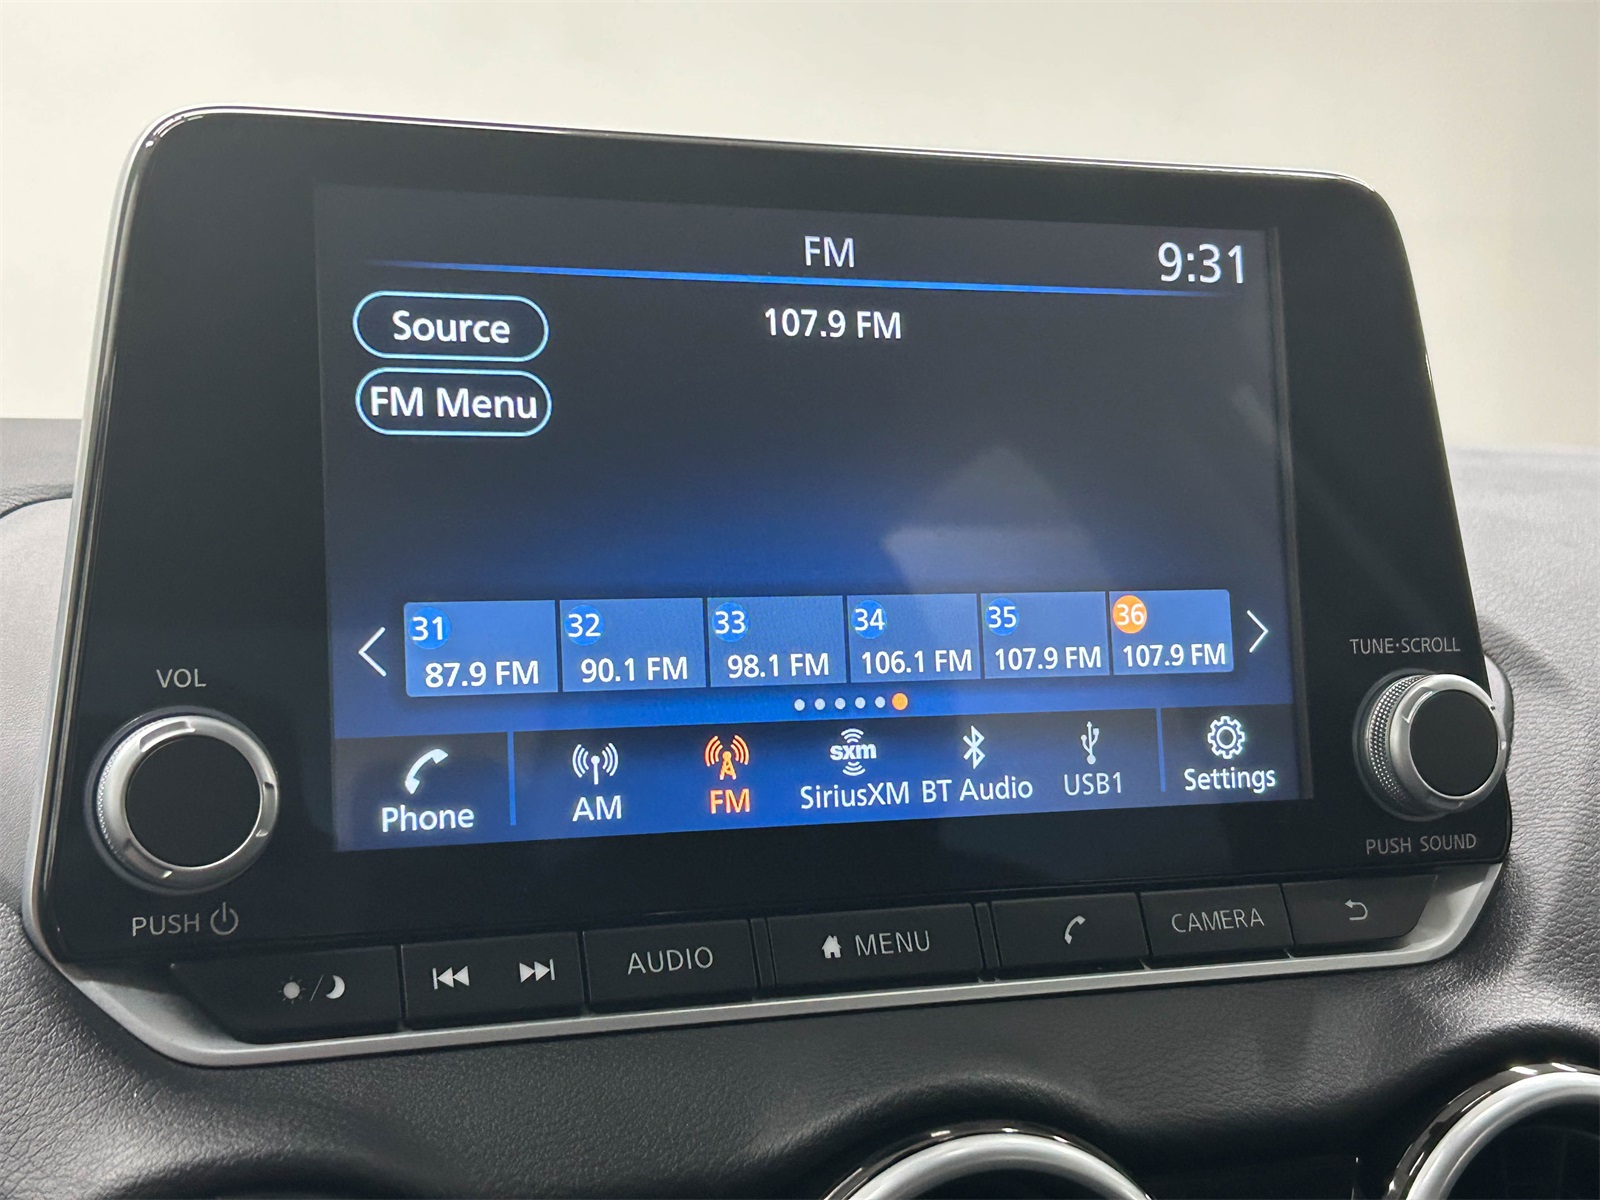 FM
9:31
Source
107.9 FM
FM Menu
31 32 33 34 35 36
87.9 FM 90.1 FM 98.1 FM 106.1 FM 107.9 FM 107.9 FM
Phone AM FM sxm SiriusXM BT Audio USB1 Settings
VOL
PUSH
TUNE·SCROLL
PUSH SOUND
AUDIO MENU CAMERA